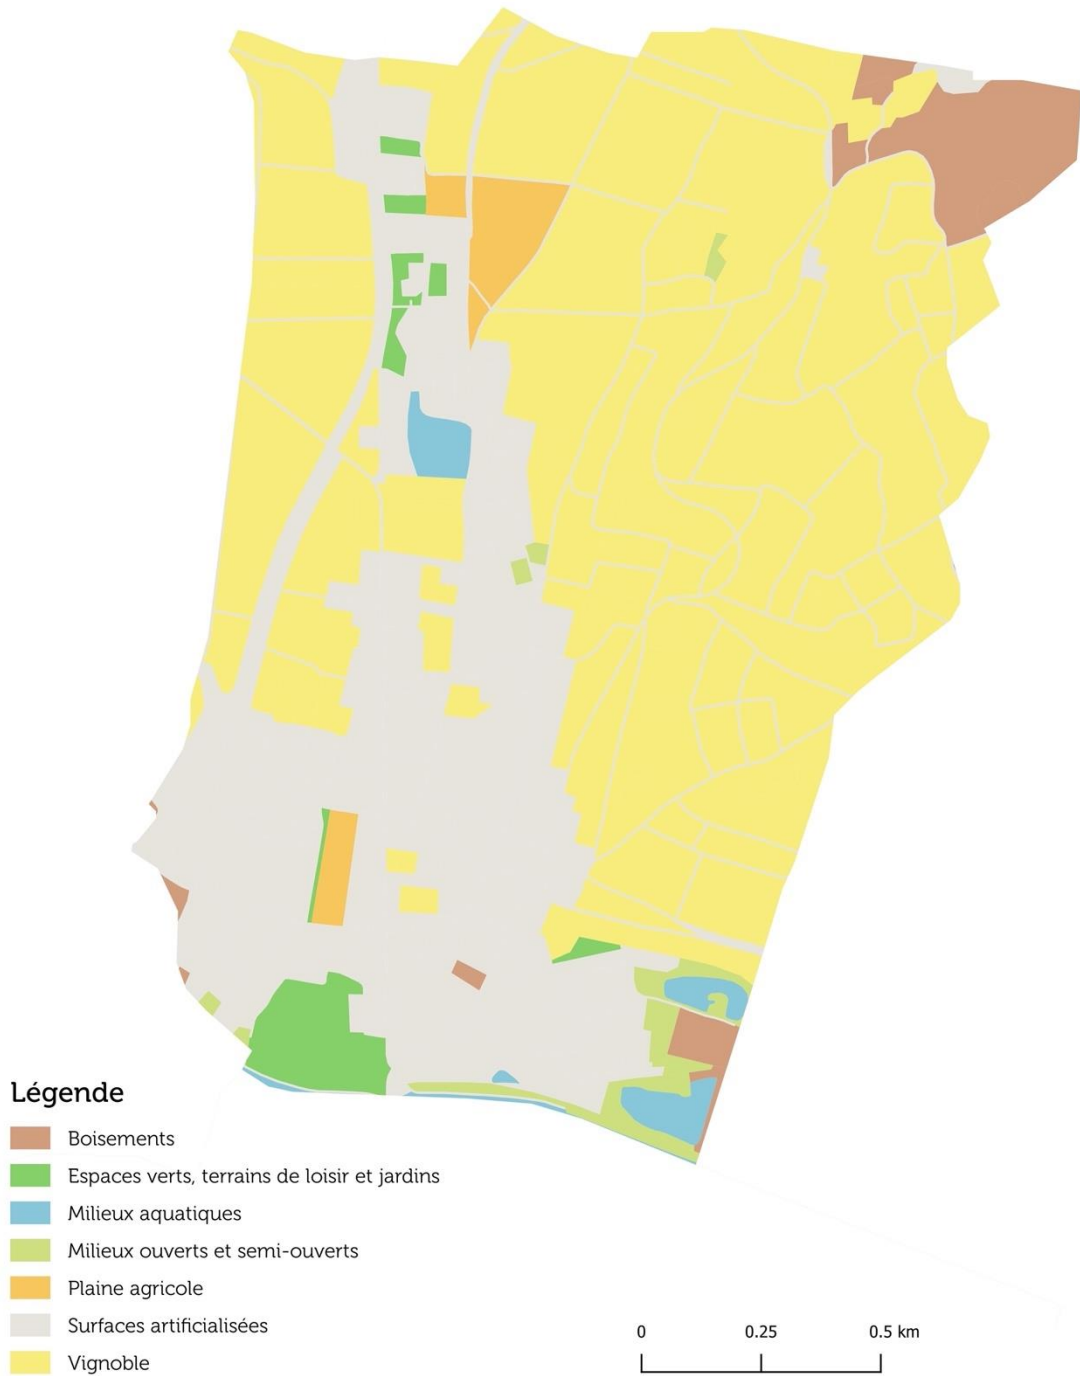 Légende
Boisements
Espaces verts, terrains de loisir et jardins
Milieux aquatiques
Milieux ouverts et semi-ouverts
Plaine agricole
Surfaces artificialisées
Vignoble
0 0.25 0.5 km